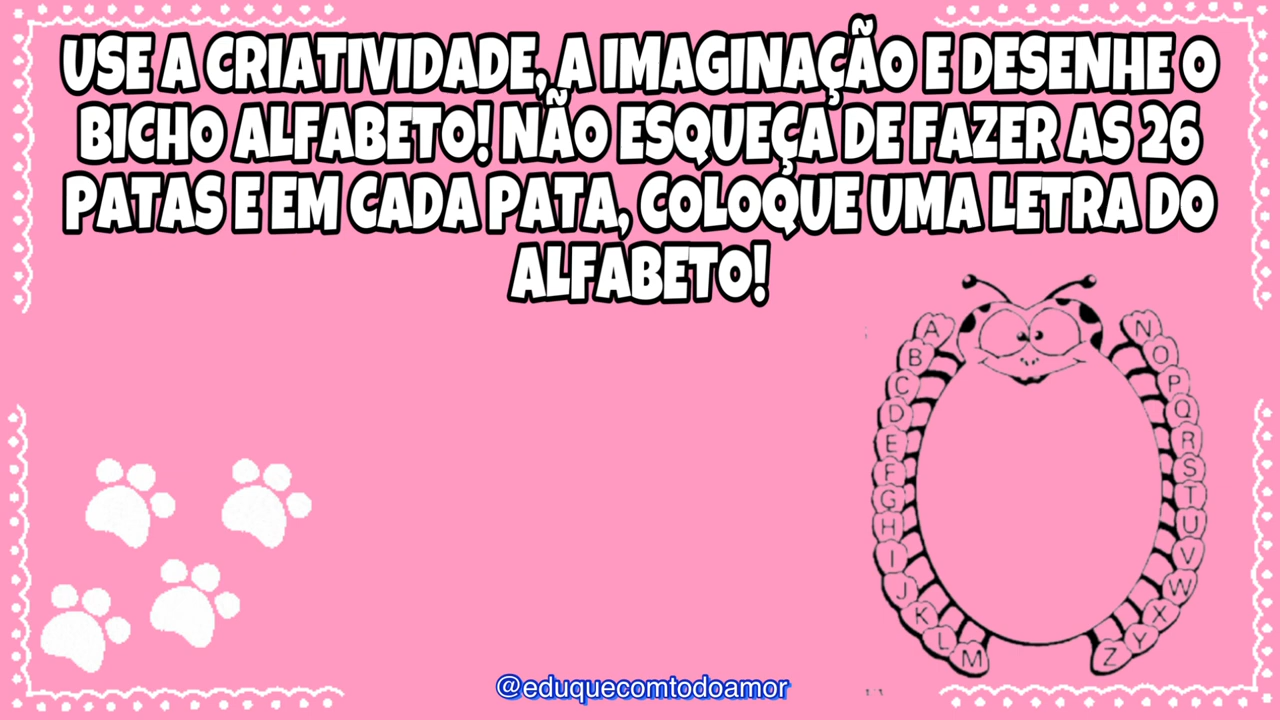 USE A CRIATIVIDADE, A IMAGINAÇÃO E DESENHE O
BICHO ALFABETO! NÃO ESQUEÇA DE FAZER AS 26
PATAS E EM CADA PATA, COLOQUE UMA LETRA DO
ALFABETO!
A
B
C
D
E
F
G
H
I
J
K
L
M
N
O
P
Q
R
S
T
U
V
W
X
Y
Z
@eduquecomtodoamor